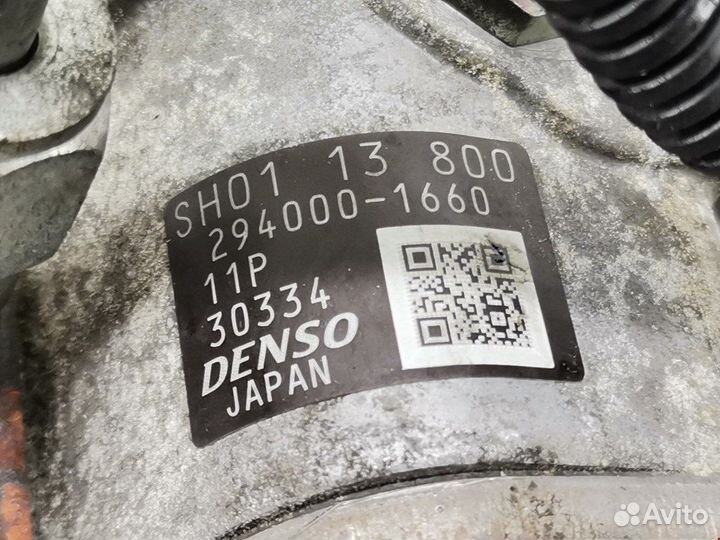 SH01 13 800
294000-1660
11P
30334
DENSO
JAPAN
Avito